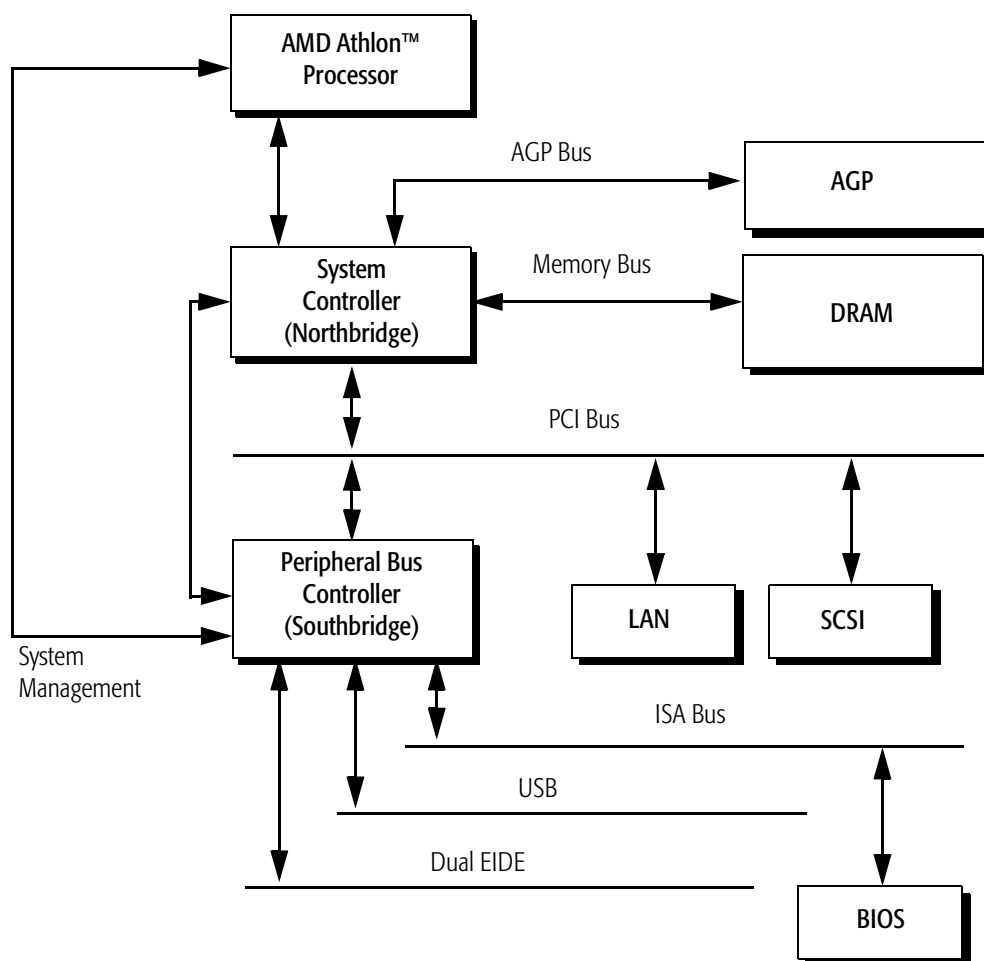 AMD Athlon™
Processor
AGP Bus
AGP
System
Controller
(Northbridge)
Memory Bus
DRAM
PCI Bus
Peripheral Bus
Controller
(Southbridge)
LAN
SCSI
System
Management
ISA Bus
USB
Dual EIDE
BIOS